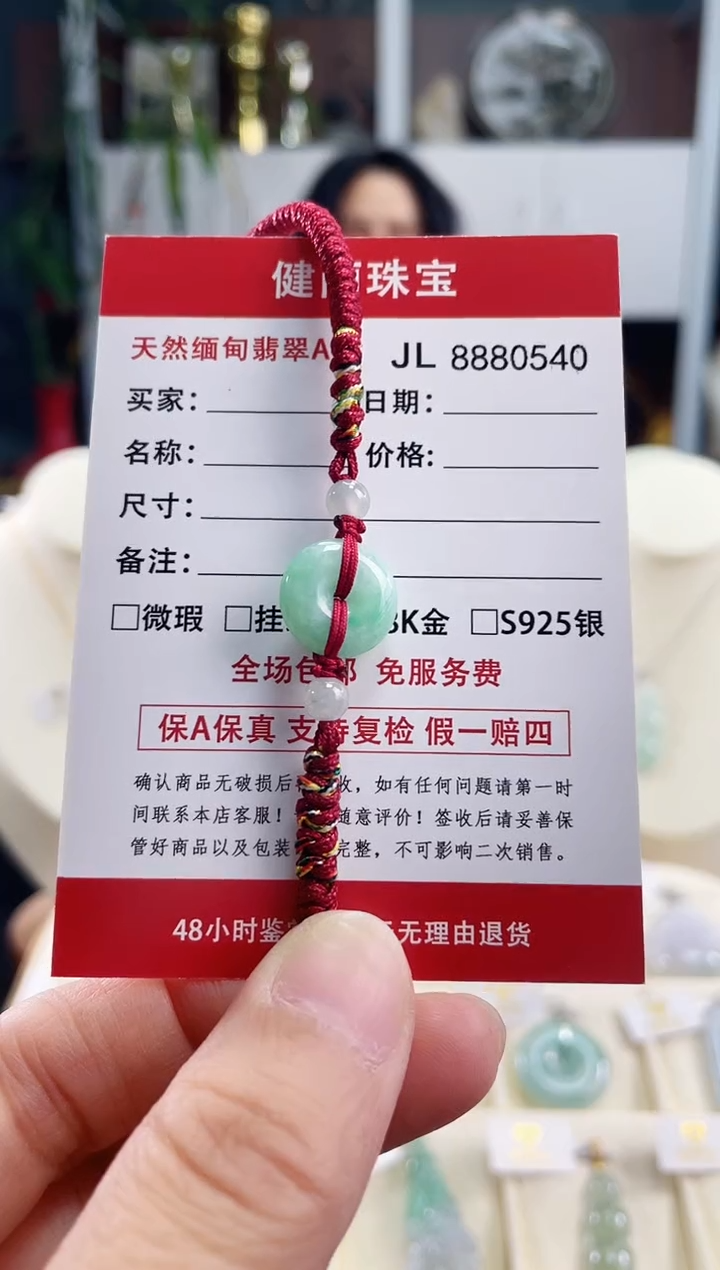 健 珠宝
天然缅甸翡翠A JL 8880540
买家： 日期：
名称： 价格:
尺寸：
备注：
□微瑕 □挂 K金 □S925银
全场包邮 免服务费
保A保真 支持复检 假一赔四
确认商品无破损后 收，如有任何问题请第一时
间联系本店客服！ 随意评价！签收后请妥善保
管好商品以及包装 完整，不可影响二次销售。
48小时鉴 无理由退货